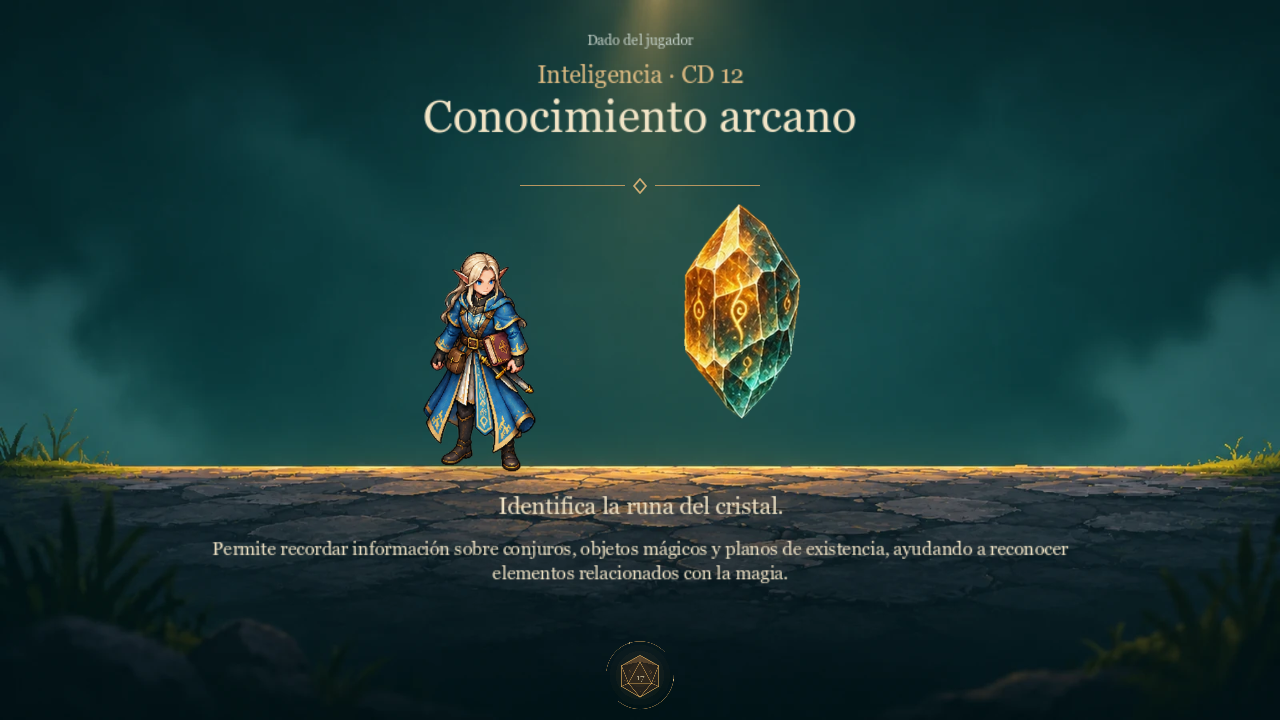 Dado del jugador
Inteligencia · CD 12
Conocimiento arcano
Identifica la runa del cristal.
Permite recordar información sobre conjuros, objetos mágicos y planos de existencia, ayudando a reconocer
elementos relacionados con la magia.
17